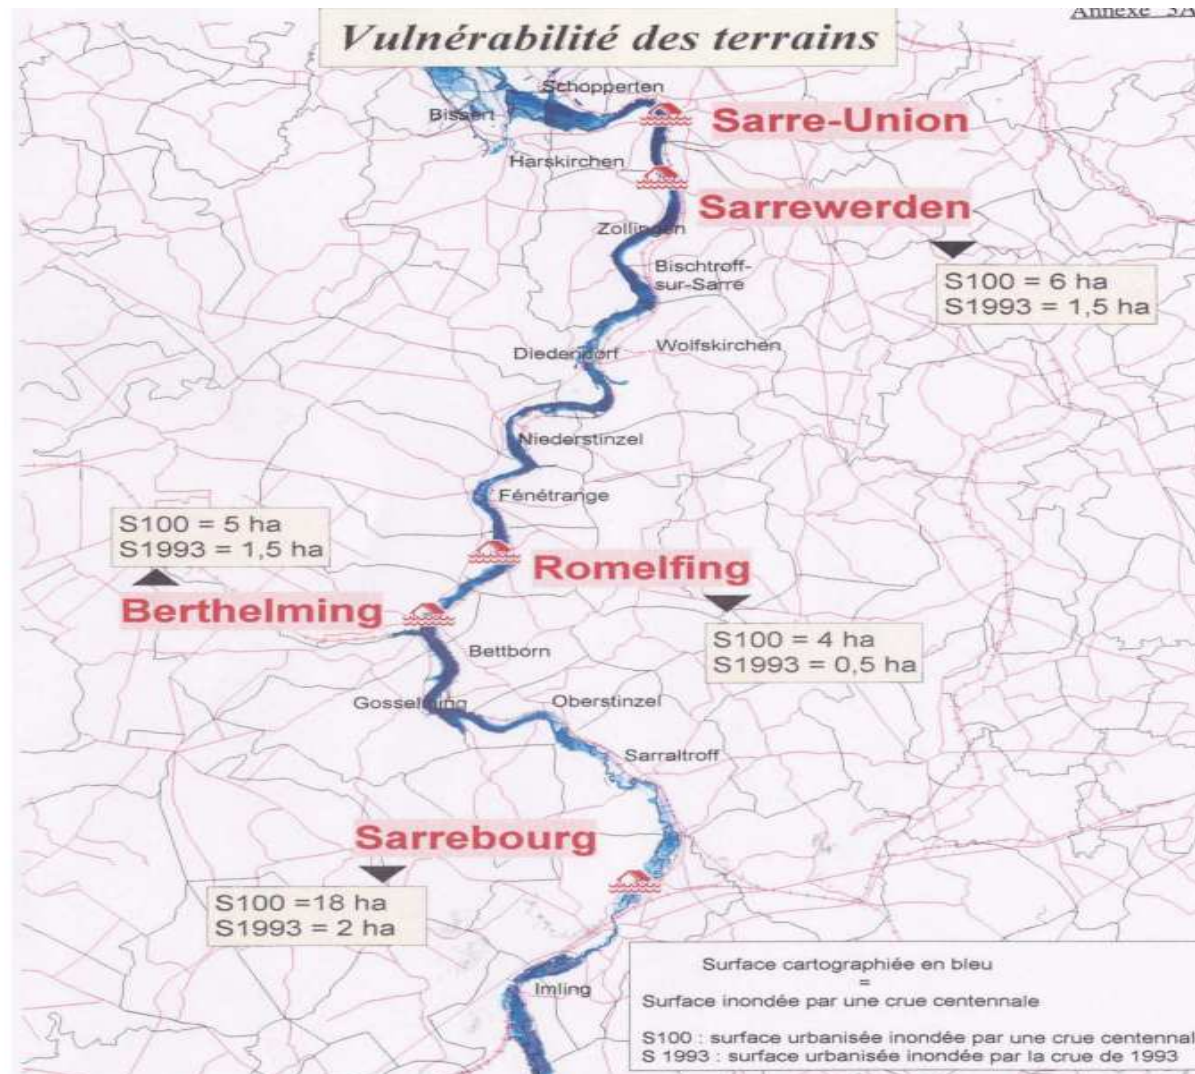 Annexe 3A
Vulnérabilité des terrains
Schopperten
Bissert
Sarre-Union
Harskirchen
Sarrewerden
Zollingen
Bischtroff-
sur-Sarre
S100 = 6 ha
S1993 = 1,5 ha
Diedendorf
Wolfskirchen
Niederstinzel
Fénétrange
S100 = 5 ha
S1993 = 1,5 ha
Romelfing
Berthelming
S100 = 4 ha
S1993 = 0,5 ha
Bettborn
Gosselming
Oberstinzel
Sarraltroff
Sarrebourg
S100 =18 ha
S1993 = 2 ha
Imling
Surface cartographiée en bleu
=
Surface inondée par une crue centennale
S100 : surface urbanisée inondée par une crue centennal
S 1993 : surface urbanisée inondée par la crue de 1993